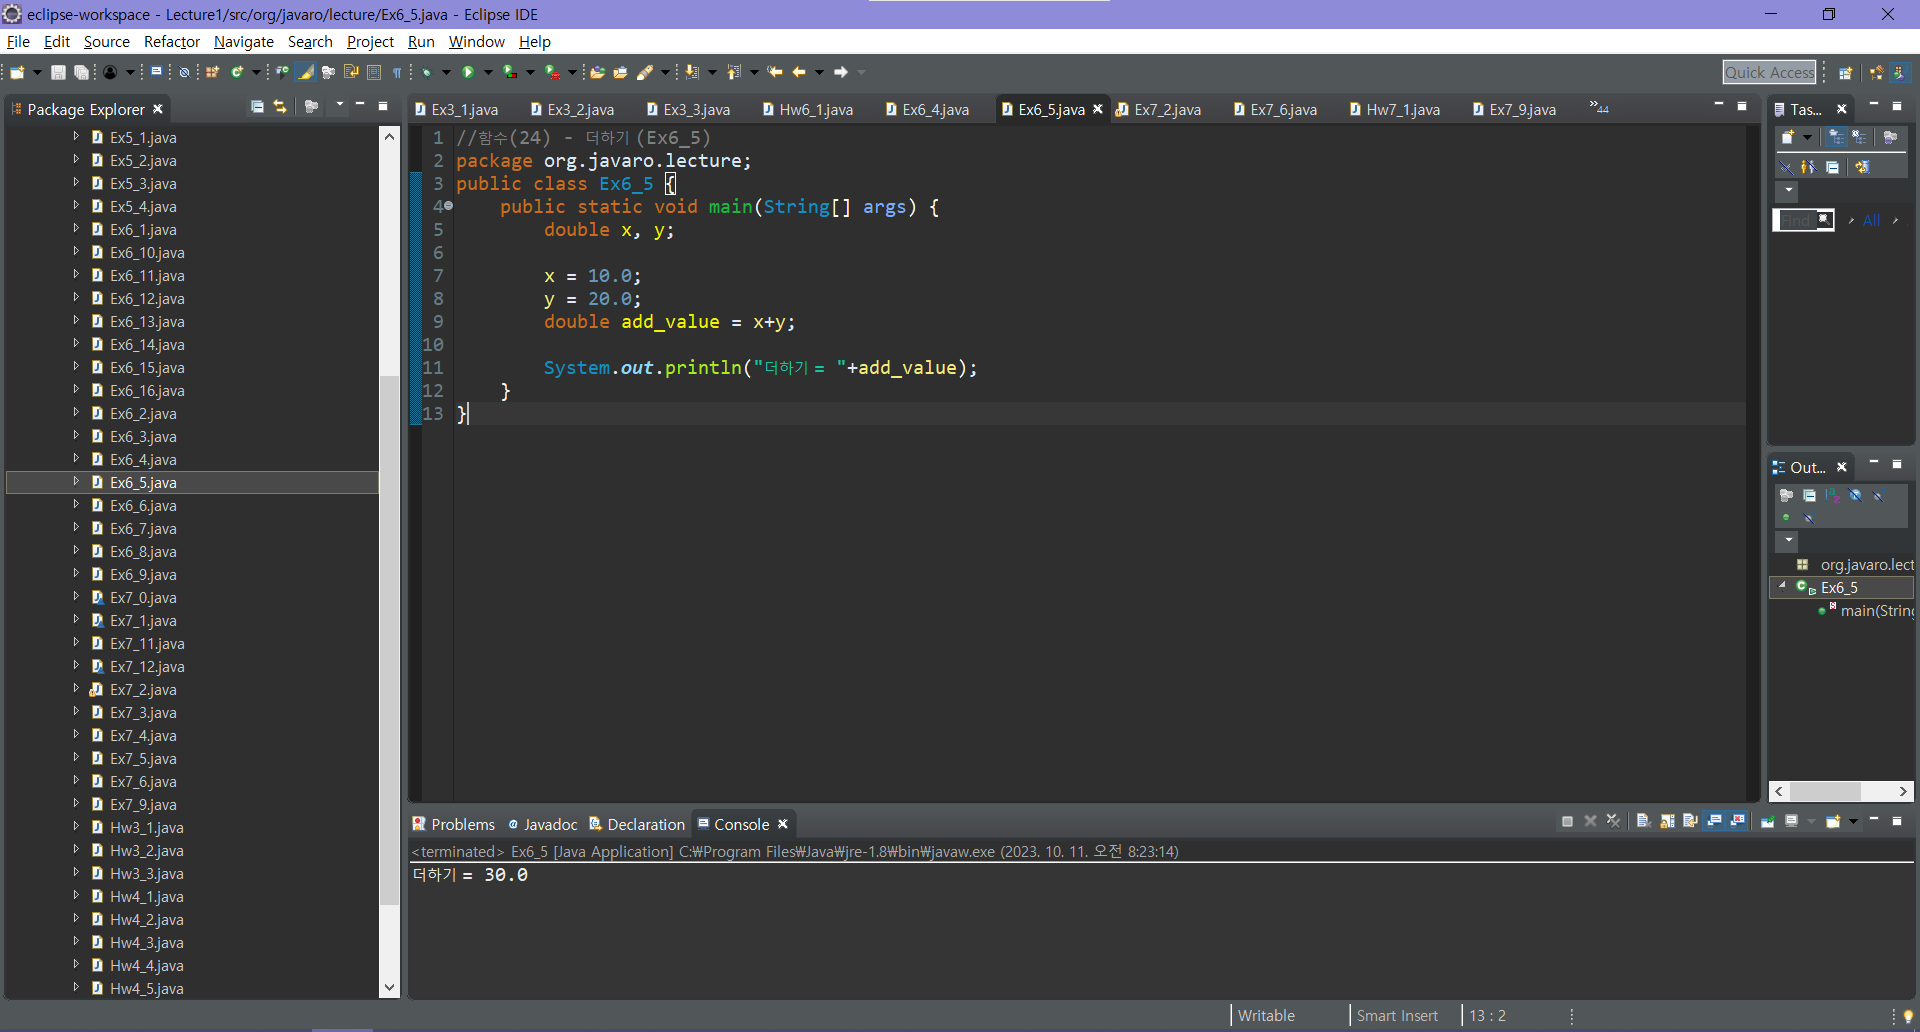 eclipse-workspace - Lecture1/src/org/javaro/lecture/Ex6_5.java - Eclipse IDE
File Edit Source Refactor Navigate Search Project Run Window Help
Quick Access
Package Explorer
Ex5_1.java
Ex5_2.java
Ex5_3.java
Ex5_4.java
Ex6_1.java
Ex6_10.java
Ex6_11.java
Ex6_12.java
Ex6_13.java
Ex6_14.java
Ex6_15.java
Ex6_16.java
Ex6_2.java
Ex6_3.java
Ex6_4.java
Ex6_5.java
Ex6_6.java
Ex6_7.java
Ex6_8.java
Ex6_9.java
Ex7_0.java
Ex7_1.java
Ex7_11.java
Ex7_12.java
Ex7_2.java
Ex7_3.java
Ex7_4.java
Ex7_5.java
Ex7_6.java
Ex7_9.java
Hw3_1.java
Hw3_2.java
Hw3_3.java
Hw4_1.java
Hw4_2.java
Hw4_3.java
Hw4_4.java
Hw4_5.java
Ex3_1.java Ex3_2.java Ex3_3.java Hw6_1.java Ex6_4.java Ex6_5.java Ex7_2.java Ex7_6.java Hw7_1.java Ex7_9.java »44
1 //함수(24) - 더하기(Ex6_5)
2 package org.javaro.lecture;
3 public class Ex6_5 {
4 public static void main(String[] args) {
5 double x, y;
6
7 x = 10.0;
8 y = 20.0;
9 double add_value = x+y;
10
11 System.out.println("더하기 = "+add_value);
12 }
13 }
Tas...
Find All
Out...
org.javaro.lect
Ex6_5
main(String
Problems @ Javadoc Declaration Console
<terminated> Ex6_5 [Java Application] C:₩Program Files₩Java₩jre-1.8₩bin₩javaw.exe (2023. 10. 11. 오전 8:23:14)
더하기 = 30.0
Writable Smart Insert 13 : 2